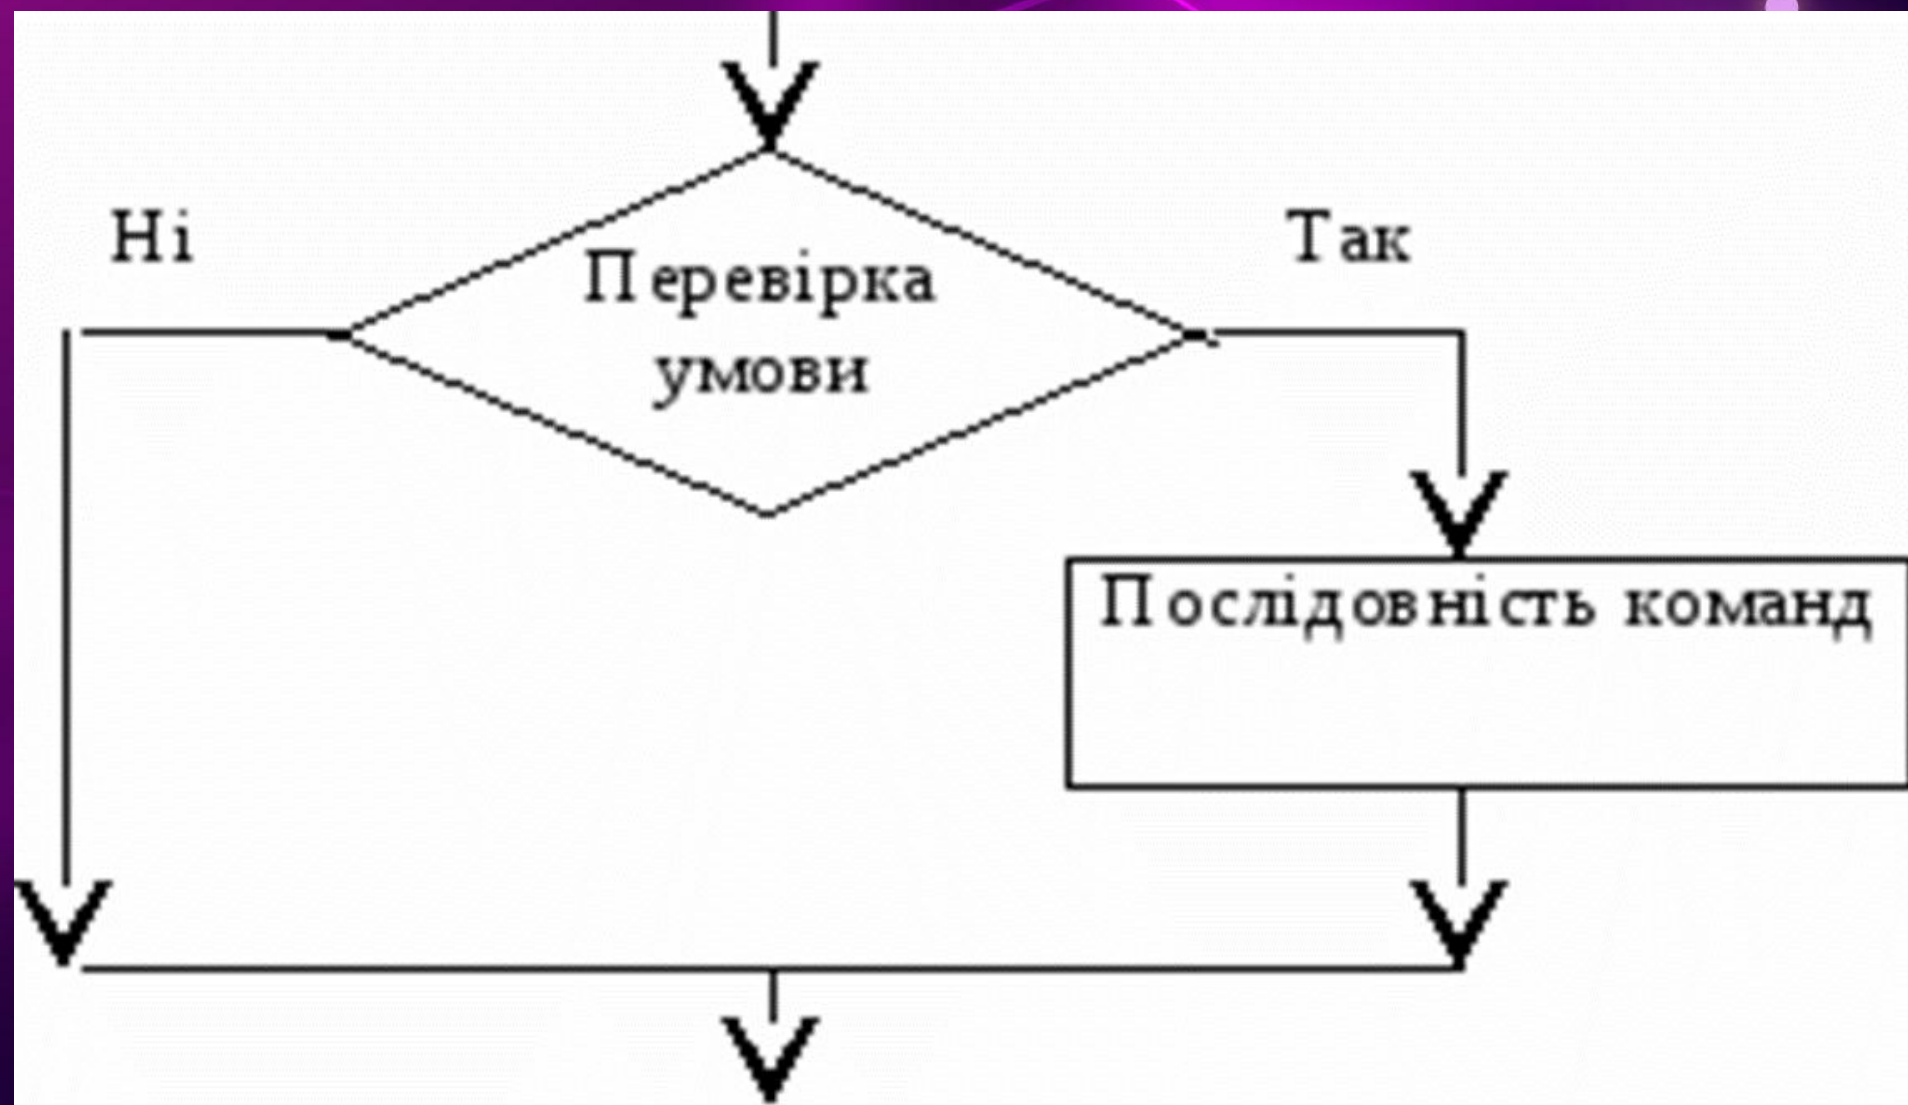 Ні
Так
Перевірка
умови
Послідовність команд